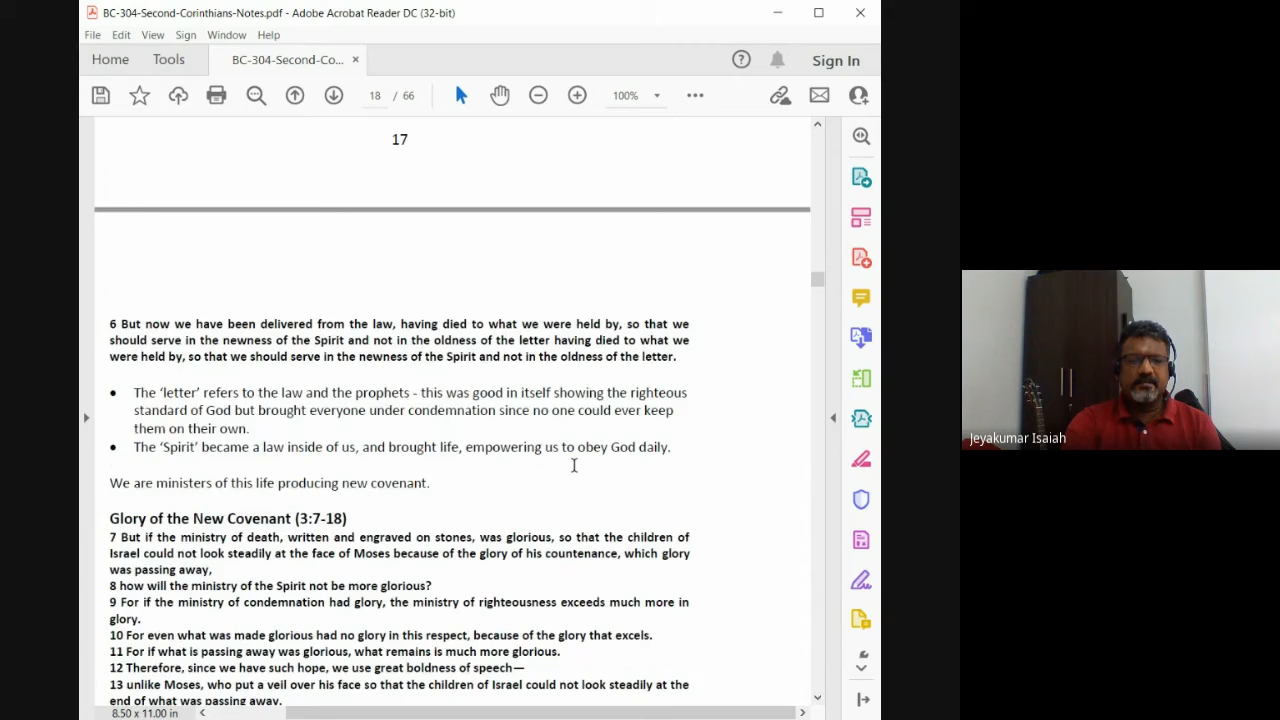 BC-304-Second-Corinthians-Notes.pdf - Adobe Acrobat Reader DC (32-bit)
File Edit View Sign Window Help
Home Tools BC-304-Second-Co... × Sign In
18 / 66 100%
17
6 But now we have been delivered from the law, having died to what we were held by, so that we
should serve in the newness of the Spirit and not in the oldness of the letter having died to what we
were held by, so that we should serve in the newness of the Spirit and not in the oldness of the letter.
• The ‘letter’ refers to the law and the prophets - this was good in itself showing the righteous
standard of God but brought everyone under condemnation since no one could ever keep
them on their own.
• The ‘Spirit’ became a law inside of us, and brought life, empowering us to obey God daily.
We are ministers of this life producing new covenant.
Glory of the New Covenant (3:7-18)
7 But if the ministry of death, written and engraved on stones, was glorious, so that the children of
Israel could not look steadily at the face of Moses because of the glory of his countenance, which glory
was passing away,
8 how will the ministry of the Spirit not be more glorious?
9 For if the ministry of condemnation had glory, the ministry of righteousness exceeds much more in
glory.
10 For even what was made glorious had no glory in this respect, because of the glory that excels.
11 For if what is passing away was glorious, what remains is much more glorious.
12 Therefore, since we have such hope, we use great boldness of speech—
13 unlike Moses, who put a veil over his face so that the children of Israel could not look steadily at the
end of what was passing away.
8.50 x 11.00 in
Jeyakumar Isaiah